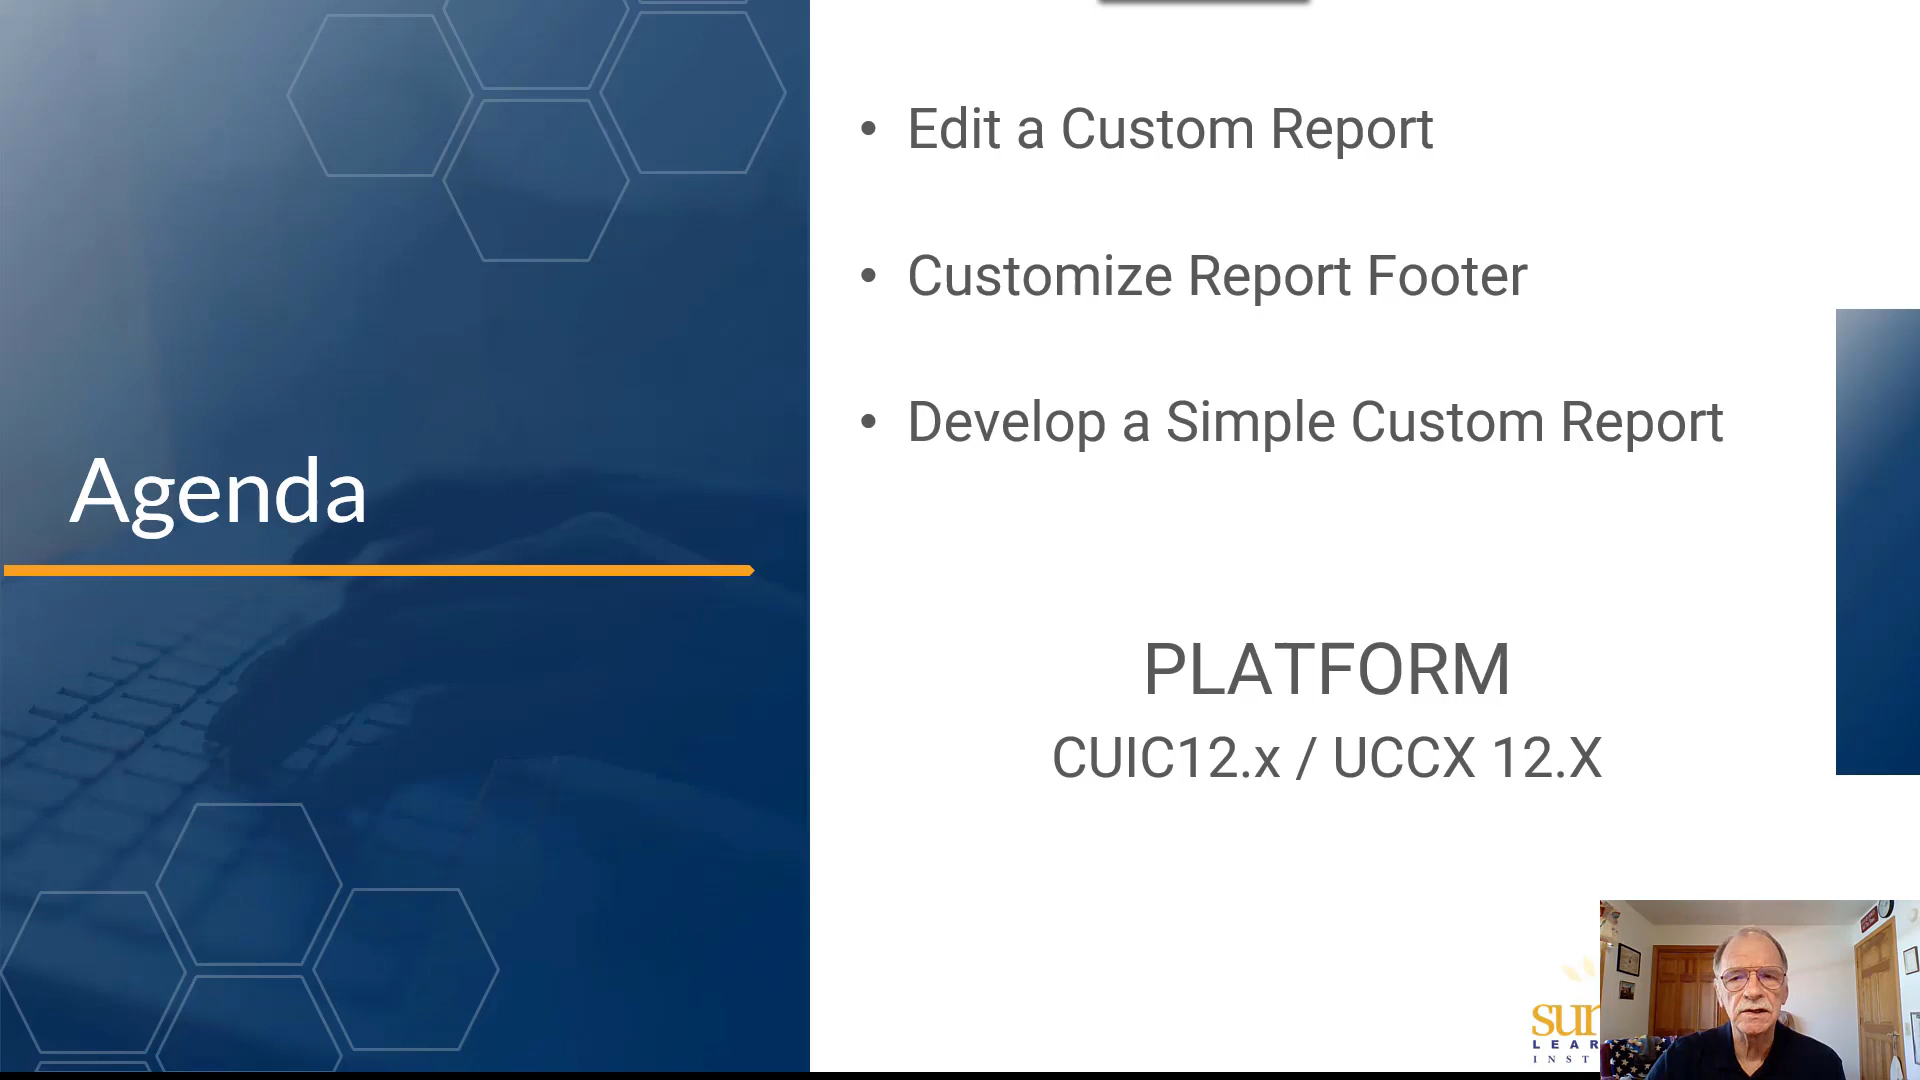 Agenda
• Edit a Custom Report
• Customize Report Footer
• Develop a Simple Custom Report
PLATFORM
CUIC12.x / UCCX 12.X